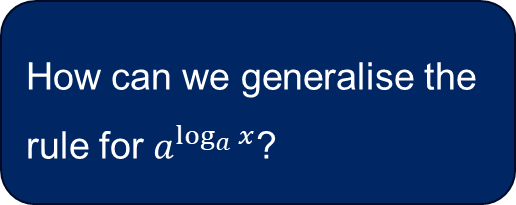 How can we generalise the
rule for $a^{\log_a x}$?